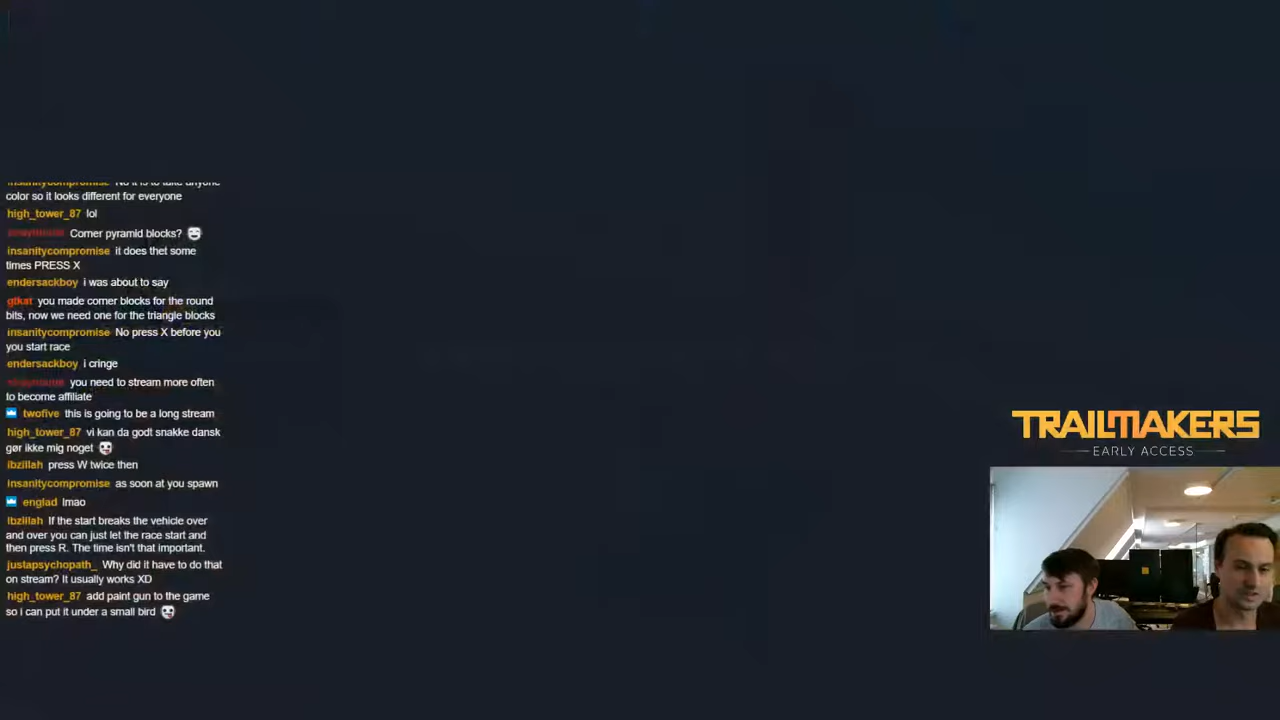 color so it looks different for everyone
high_tower_87 lol
Corner pyramid blocks?
insanitycompromise it does thet some
times PRESS X
endersackboy i was about to say
gtkat you made corner blocks for the round
bits, now we need one for the triangle blocks
insanitycompromise No press X before you
you start race
endersackboy i cringe
you need to stream more often
to become affiliate
twofive this is going to be a long stream
high_tower_87 vi kan da godt snakke dansk
gør ikke mig noget
ibzillah press W twice then
insanitycompromise as soon at you spawn
englad lmao
ibzillah If the start breaks the vehicle over
and over you can just let the race start and
then press R. The time isn't that important.
justapsychopath_ Why did it have to do that
on stream? It usually works XD
high_tower_87 add paint gun to the game
so i can put it under a small bird
TRAILMAKERS
EARLY ACCESS